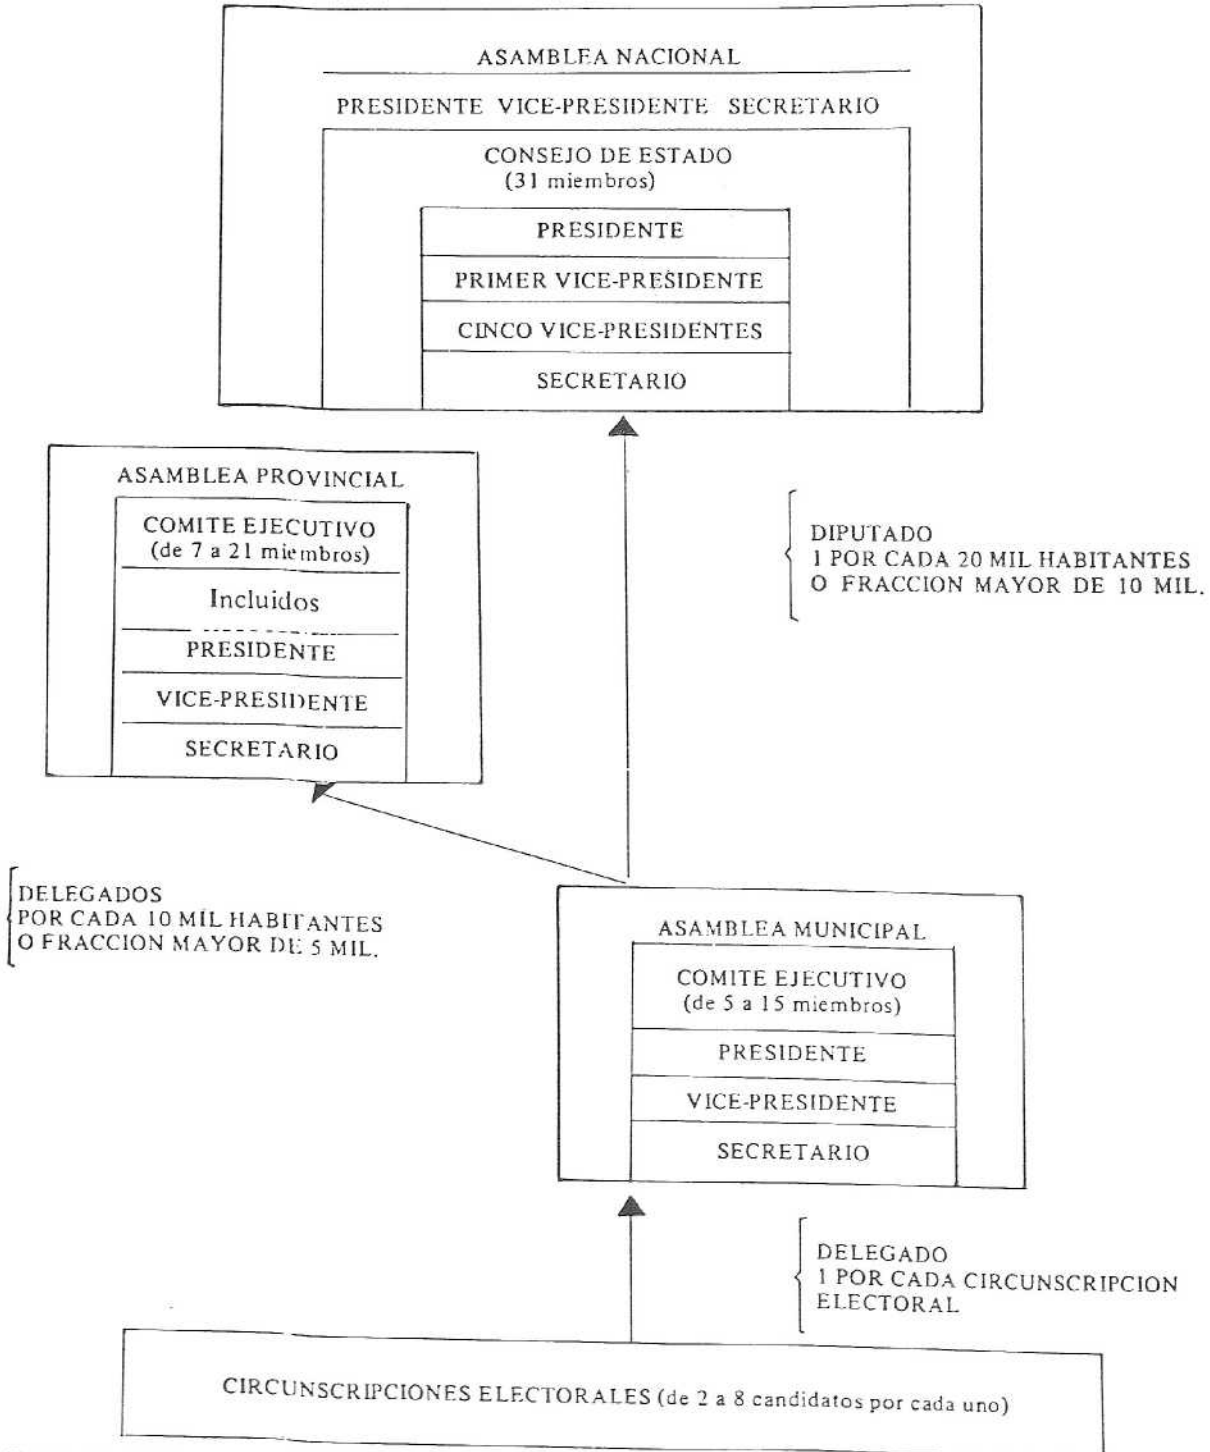 ASAMBLEA NACIONAL
PRESIDENTE VICE-PRESIDENTE SECRETARIO
CONSEJO DE ESTADO
(31 miembros)
PRESIDENTE
PRIMER VICE-PRESIDENTE
CINCO VICE-PRESIDENTES
SECRETARIO
ASAMBLEA PROVINCIAL
COMITE EJECUTIVO
(de 7 a 21 miembros)
Incluidos
PRESIDENTE
VICE-PRESIDENTE
SECRETARIO
DIPUTADO
1 POR CADA 20 MIL HABITANTES
O FRACCION MAYOR DE 10 MIL.
DELEGADOS
POR CADA 10 MIL HABITANTES
O FRACCION MAYOR DE 5 MIL.
ASAMBLEA MUNICIPAL
COMITE EJECUTIVO
(de 5 a 15 miembros)
PRESIDENTE
VICE-PRESIDENTE
SECRETARIO
DELEGADO
1 POR CADA CIRCUNSCRIPCION
ELECTORAL
CIRCUNSCRIPCIONES ELECTORALES (de 2 a 8 candidatos por cada uno)